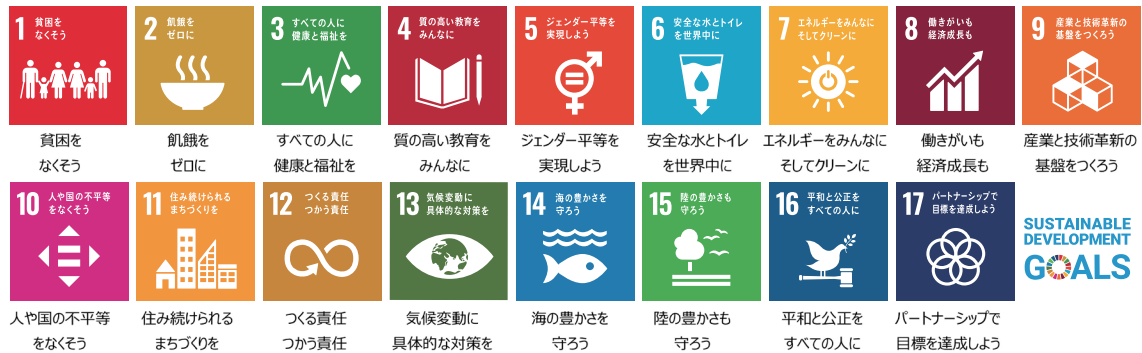 1 貧困を
なくそう
2 飢餓を
ゼロに
3 すべての人に
健康と福祉を
4 質の高い教育を
みんなに
5 ジェンダー平等を
実現しよう
6 安全な水とトイレ
を世界中に
7 エネルギーをみんなに
そしてクリーンに
8 働きがいも
経済成長も
9 産業と技術革新の
基盤をつくろう
貧困を
なくそう
飢餓を
ゼロに
すべての人に
健康と福祉を
質の高い教育を
みんなに
ジェンダー平等を
実現しよう
安全な水とトイレ
を世界中に
エネルギーをみんなに
そしてクリーンに
働きがいも
経済成長も
産業と技術革新の
基盤をつくろう
10 人や国の不平等
をなくそう
11 住み続けられる
まちづくりを
12 つくる責任
つかう責任
13 気候変動に
具体的な対策を
14 海の豊かさを
守ろう
15 陸の豊かさも
守ろう
16 平和と公正を
すべての人に
17 パートナーシップで
目標を達成しよう
SUSTAINABLE
DEVELOPMENT
GOALS
人や国の不平等
をなくそう
住み続けられる
まちづくりを
つくる責任
つかう責任
気候変動に
具体的な対策を
海の豊かさを
守ろう
陸の豊かさも
守ろう
平和と公正を
すべての人に
パートナーシップで
目標を達成しよう